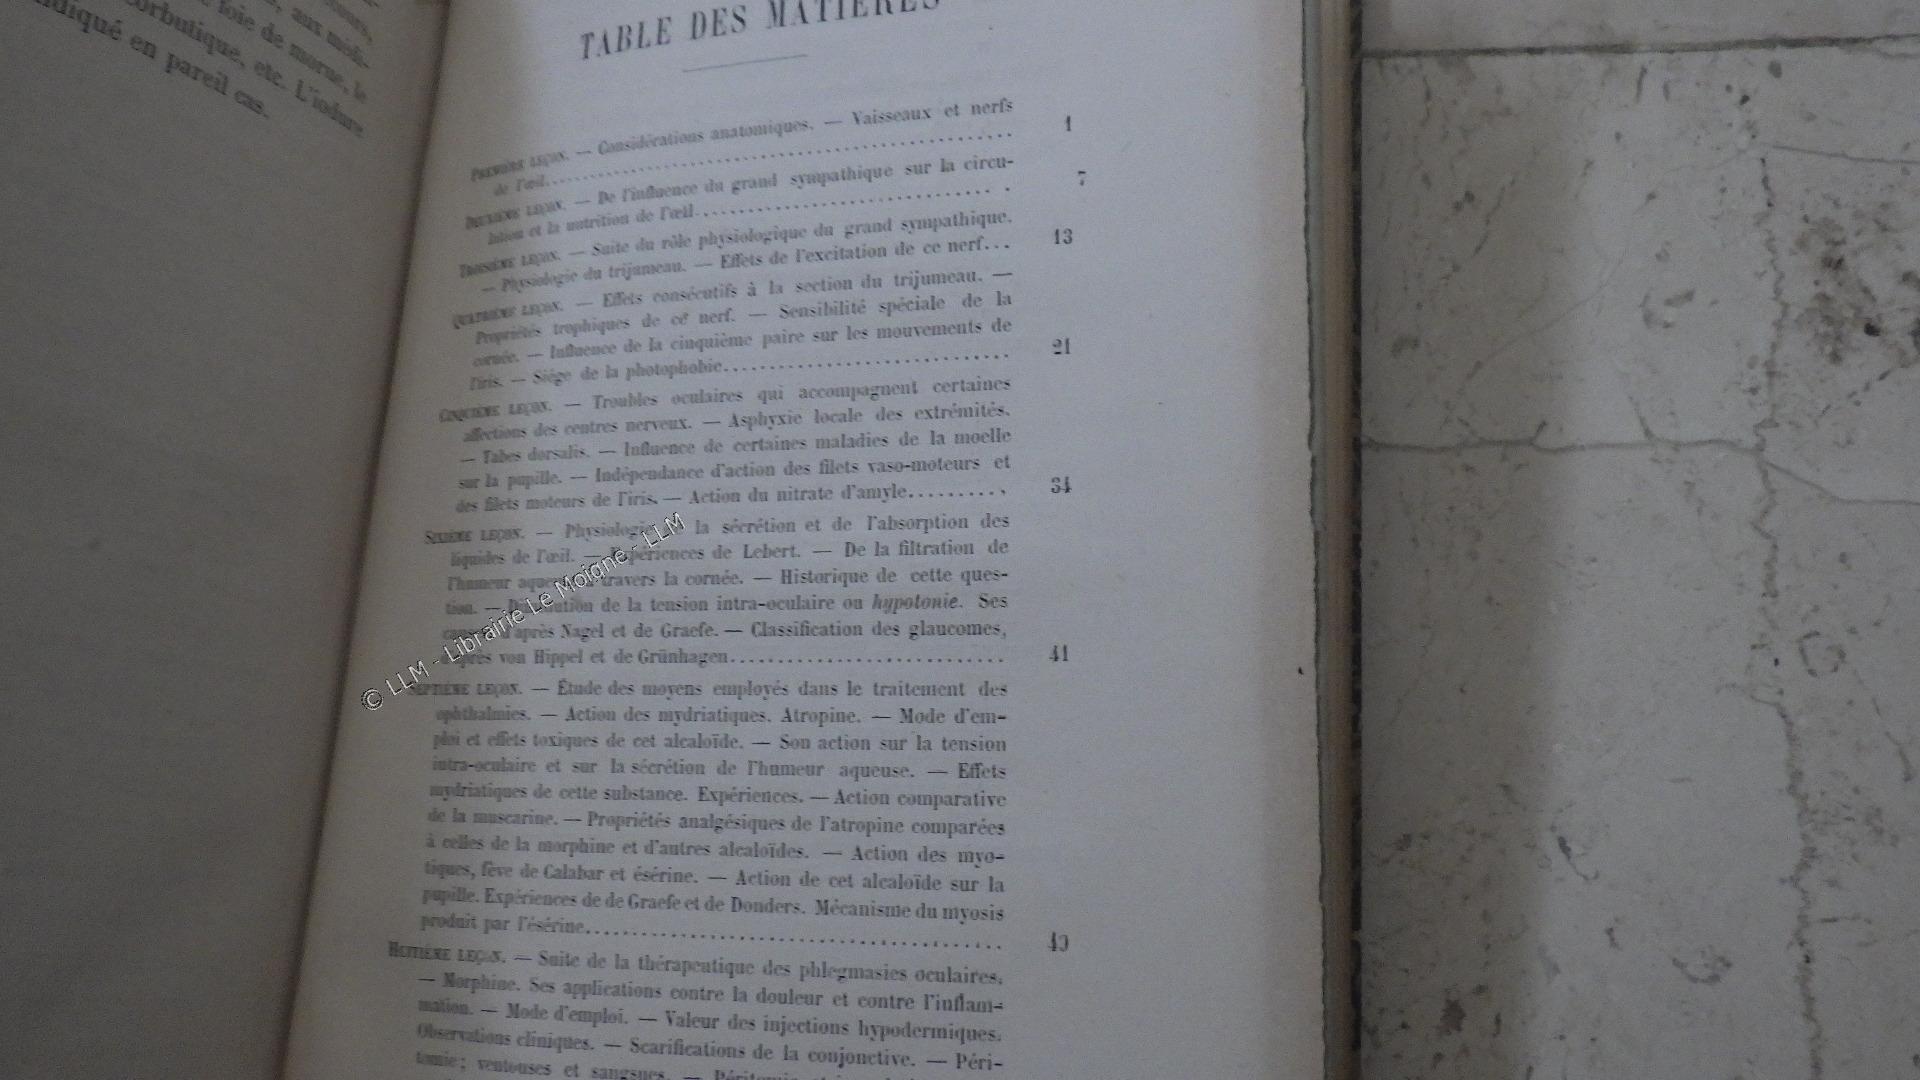 aux médi-
foie de morue, le
etc. L'iodure
indiqué en pareil cas.
TABLE DES MATIÈRES
PREMIÈRE LEÇON. — Considérations anatomiques. — Vaisseaux et nerfs
de l'œil. 1
DEUXIÈME LEÇON. — De l'influence du grand sympathique sur la circu-
lation et la nutrition de l'œil. 7
TROISIÈME LEÇON. — Suite du rôle physiologique du grand sympathique.
— Physiologie du trijumeau. — Effets de l'excitation de ce nerf... 13
QUATRIÈME LEÇON. — Effets consécutifs à la section du trijumeau. —
Propriétés trophiques de ce nerf. — Sensibilité spéciale de la
cornée. — Influence de la cinquième paire sur les mouvements de
l'iris. — Siége de la photophobie. 21
CINQUIÈME LEÇON. — Troubles oculaires qui accompagnent certaines
affections des centres nerveux. — Asphyxie locale des extrémités.
— Tabes dorsalis. — Influence de certaines maladies de la moelle
sur la pupille. — Indépendance d'action des filets vaso-moteurs et
des filets moteurs de l'iris. — Action du nitrate d'amyle. 34
SIXIÈME LEÇON. — Physiologie la sécrétion et de l'absorption des
liquides de l'œil. — Expériences de Lebert. — De la filtration de
l'humeur travers la cornée. — Historique de cette ques-
tion. — de la tension intra-oculaire ou hypotonie. Ses
d'après Nagel et de Graefe. — Classification des glaucomes,
après von Hippel et de Grünhagen. 41
SEPTIÈME LEÇON. — Étude des moyens employés dans le traitement des
ophthalmies. — Action des mydriatiques. Atropine. — Mode d'em-
ploi et effets toxiques de cet alcaloïde. — Son action sur la tension
intra-oculaire et sur la sécrétion de l'humeur aqueuse. — Effets
mydriatiques de cette substance. Expériences. — Action comparative
de la muscarine. — Propriétés analgésiques de l'atropine comparées
à celles de la morphine et d'autres alcaloïdes. — Action des myo-
tiques, fève de Calabar et ésérine. — Action de cet alcaloïde sur la
pupille. Expériences de de Graefe et de Donders. Mécanisme du myosis
produit par l'ésérine. 49
HUITIÈME LEÇON. — Suite de la thérapeutique des phlegmasies oculaires.
— Morphine. Ses applications contre la douleur et contre l'inflam-
mation. — Mode d'emploi. — Valeur des injections hypodermiques.
Observations cliniques. — Scarifications de la conjonctive. — Péri-
tomie; ventouses et sangsues. —
© LLM - Librairie Le Moigne - LLM